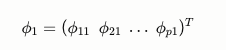 ϕ₁ = (ϕ₁₁ ϕ₂₁ … ϕₚ₁)ᵀ